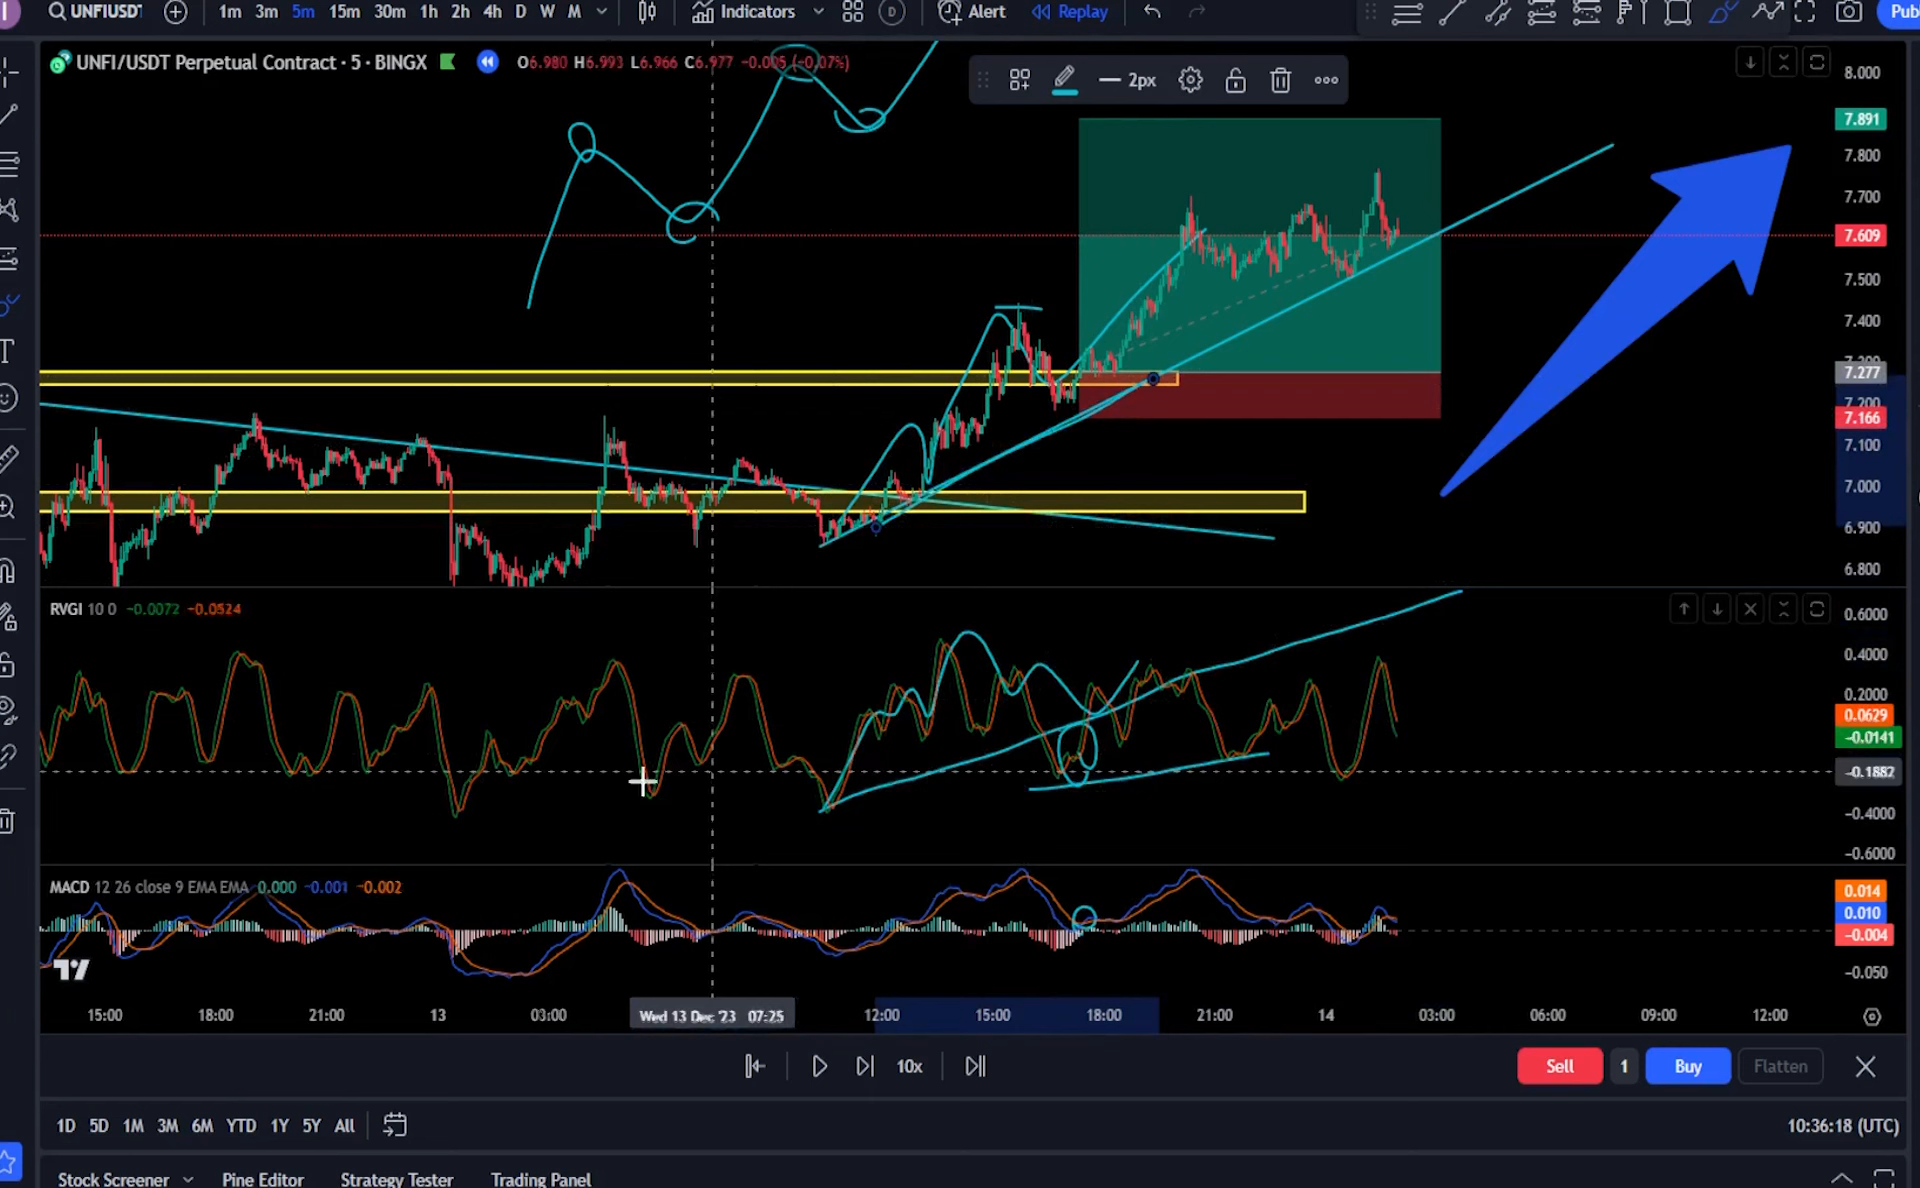 UNFIUSDT 1m 3m 5m 15m 30m 1h 2h 4h D W M Indicators D Alert Replay Pub
UNFI/USDT Perpetual Contract · 5 · BINGX O6.980 H6.993 L6.966 C6.977 −0.005 (−0.07%)
2px
8.000
7.891
7.800
7.700
7.609
7.500
7.400
7.277
7.200
7.166
7.100
7.000
6.900
6.800
RVGI 10 0 −0.0072 −0.0524
0.6000
0.4000
0.2000
0.0629
−0.0141
−0.1882
−0.4000
−0.6000
MACD 12 26 close 9 EMA EMA 0.000 −0.001 −0.002
0.014
0.010
−0.004
−0.050
15:00 18:00 21:00 13 03:00 Wed 13 Dec '23 07:25 12:00 15:00 18:00 21:00 14 03:00 06:00 09:00 12:00
10x Sell 1 Buy Flatten
1D 5D 1M 3M 6M YTD 1Y 5Y All 10:36:18 (UTC)
Stock Screener Pine Editor Strategy Tester Trading Panel